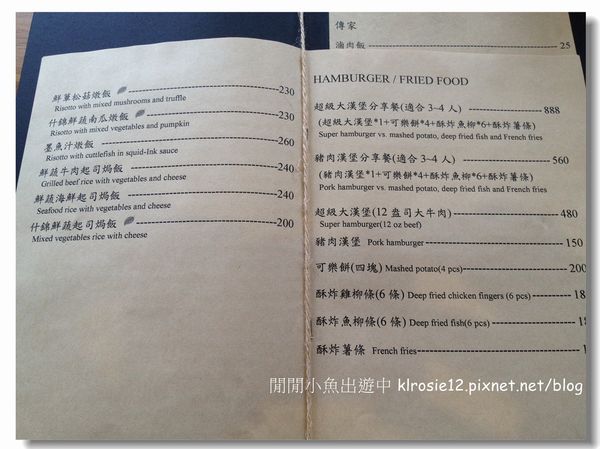 傳家
滷肉飯 ---- 25
鮮蕈松菇燉飯 ---- 230
Risotto with mixed mushrooms and truffle
什錦鮮蔬南瓜燉飯 ---- 230
Risotto with mixed vegetables and pumpkin
墨魚汁燉飯 ---- 260
Risotto with cuttlefish in squid-Ink sauce
鮮蔬牛肉起司焗飯 ---- 240
Grilled beef rice with vegetables and cheese
鮮蔬海鮮起司焗飯 ---- 240
Seafood rice with vegetables and cheese
什錦鮮蔬起司焗飯 ---- 200
Mixed vegetables rice with cheese
HAMBURGER / FRIED FOOD
超級大漢堡分享餐(適合 3~4 人) ---- 888
(超級大漢堡*1+可樂餅*4+酥炸魚柳*6+酥炸薯條)
Super hamburger vs. mashed potato, deep fried fish and French fries
豬肉漢堡分享餐(適合 3~4 人) ---- 560
(豬肉漢堡*1+可樂餅*4+酥炸魚柳*6+酥炸薯條)
Pork hamburger vs. mashed potato, deep fried fish and French fries
超級大漢堡(12 盎司大牛肉) ---- 480
Super hamburger(12 oz beef)
豬肉漢堡 Pork hamburger ---- 150
可樂餅(四塊) Mashed potato(4 pcs) ---- 200
酥炸雞柳條(6 條) Deep fried chicken fingers (6 pcs) ---- 18
酥炸魚柳條(6 條) Deep fried fish(6 pcs) ---- 18
酥炸薯條 French fries ---- 1
閒閒小魚出遊中 klrosie12.pixnet.net/blog